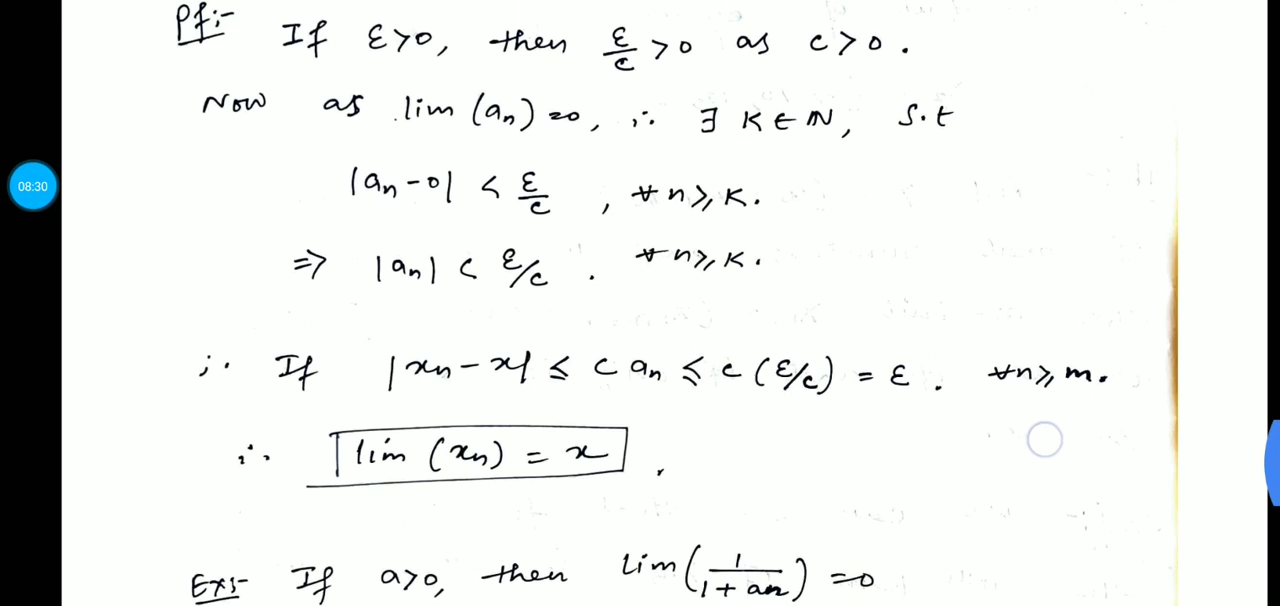 Pf:-  If ε>0, then ε/c >0 as c>0.
Now as lim (aₙ)=0, ∴ ∃ K∈ℕ, s.t
|aₙ-0| < ε/c , ∀n≥K.
⇒ |aₙ| < ε/c . ∀n≥K.
08:30
∴ If |xₙ-x| ≤ c aₙ ≤ c(ε/c) = ε. ∀n≥m.
∴ lim (xₙ) = x .
Ex:- If a>0, then lim(1/(1+an)) =0